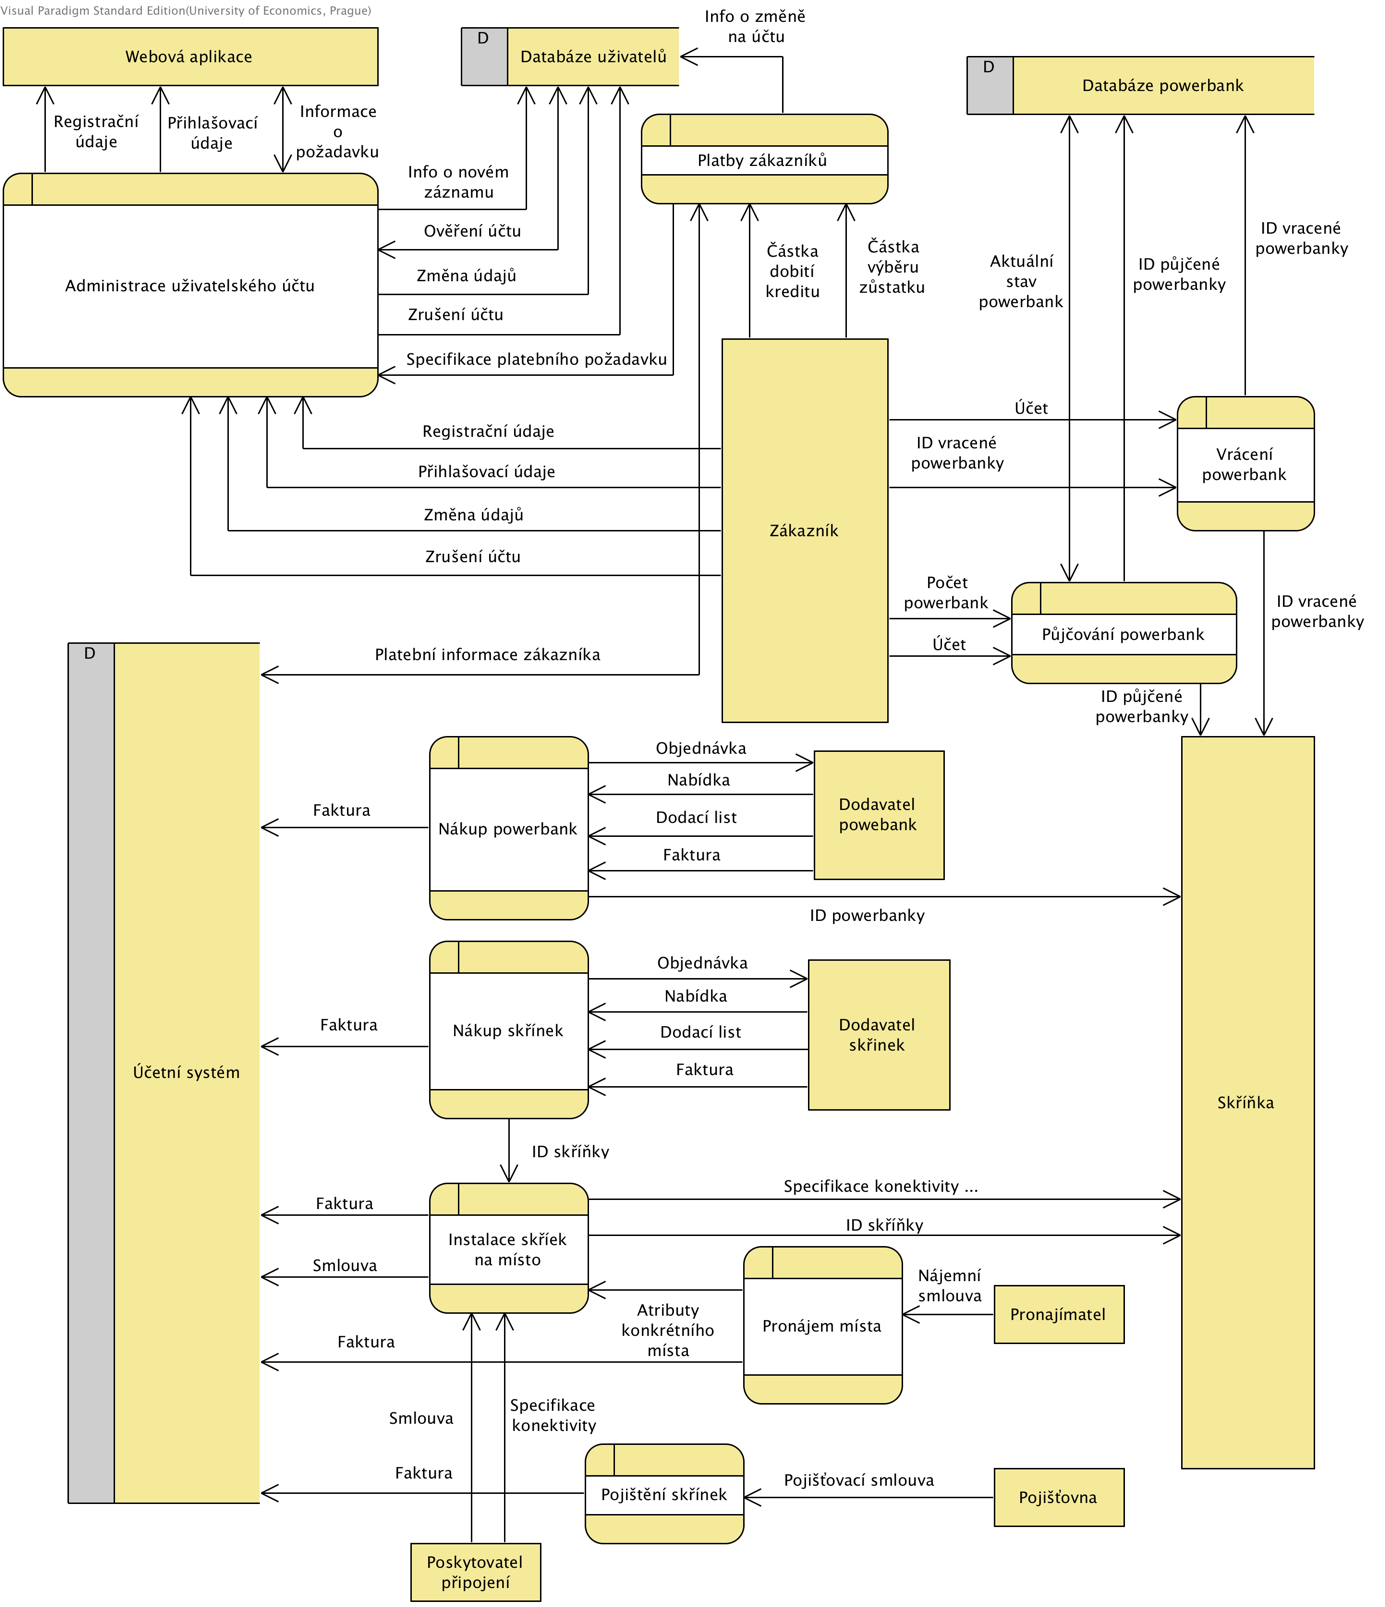 Visual Paradigm Standard Edition(University of Economics, Prague)
Webová aplikace
D
Databáze uživatelů
Info o změně
na účtu
D
Databáze powerbank
Registrační
údaje
Přihlašovací
údaje
Informace
o
požadavku
Platby zákazníků
Info o novém
záznamu
Ověření účtu
Změna údajů
Zrušení účtu
Specifikace platebního požadavku
Administrace uživatelského účtu
Částka
dobití
kreditu
Částka
výběru
zůstatku
Aktuální
stav
powerbank
ID půjčené
powerbanky
ID vracené
powerbanky
Registrační údaje
Přihlašovací údaje
Změna údajů
Zrušení účtu
Zákazník
Účet
ID vracené
powerbanky
Vrácení
powerbank
Počet
powerbank
Účet
Půjčování powerbank
ID vracené
powerbanky
ID půjčené
powerbanky
D
Platební informace zákazníka
Účetní systém
Faktura
Nákup powerbank
Objednávka
Nabídka
Dodací list
Faktura
Dodavatel
powebank
ID powerbanky
Faktura
Nákup skřínek
Objednávka
Nabídka
Dodací list
Faktura
Dodavatel
skřinek
Skříňka
ID skříňky
Faktura
Smlouva
Instalace skříek
na místo
Specifikace konektivity ...
ID skříňky
Atributy
konkrétního
místa
Pronájem místa
Nájemní
smlouva
Pronajímatel
Faktura
Smlouva
Specifikace
konektivity
Faktura
Pojištění skřínek
Pojišťovací smlouva
Pojišťovna
Poskytovatel
připojení